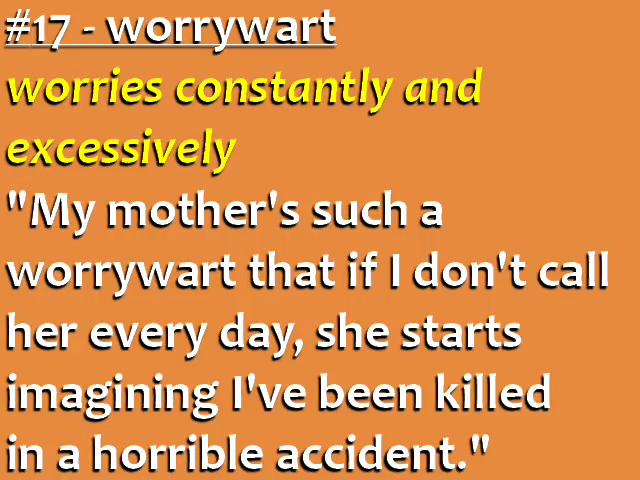 #17 - worrywart
worries constantly and
excessively
"My mother's such a
worrywart that if I don't call
her every day, she starts
imagining I've been killed
in a horrible accident."